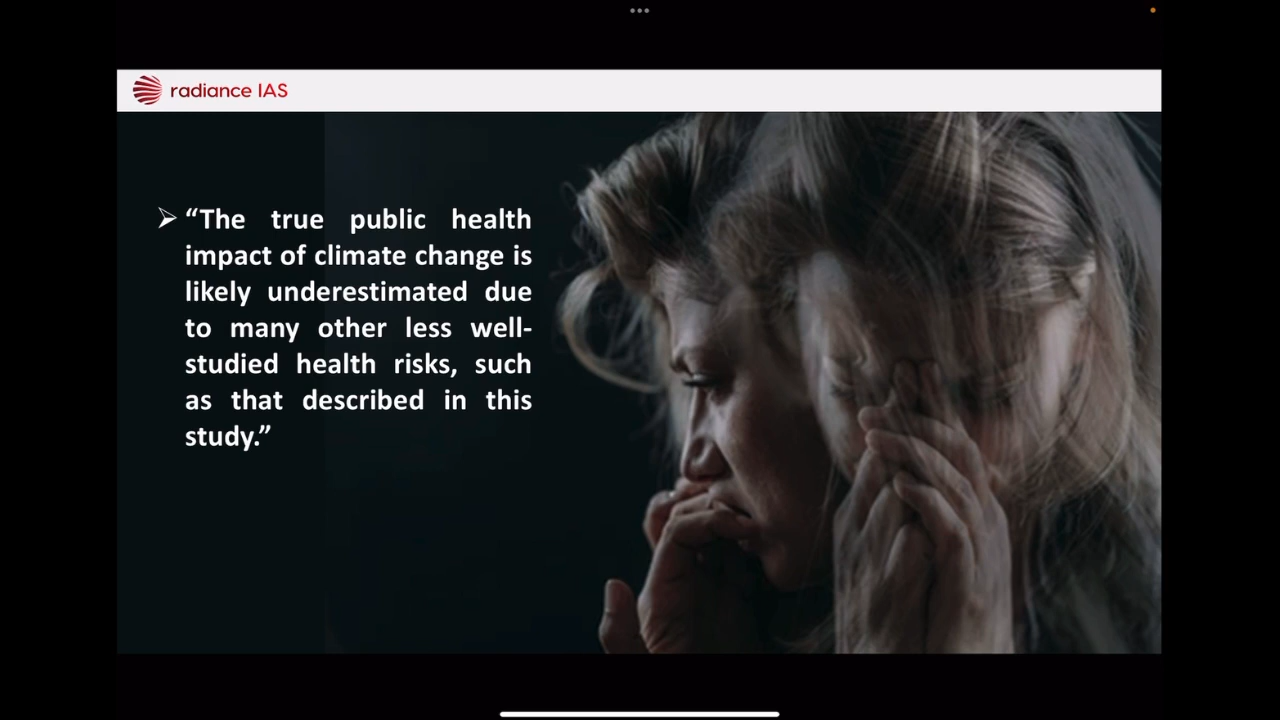 radiance IAS
➢ “The true public health
impact of climate change is
likely underestimated due
to many other less well-
studied health risks, such
as that described in this
study.”